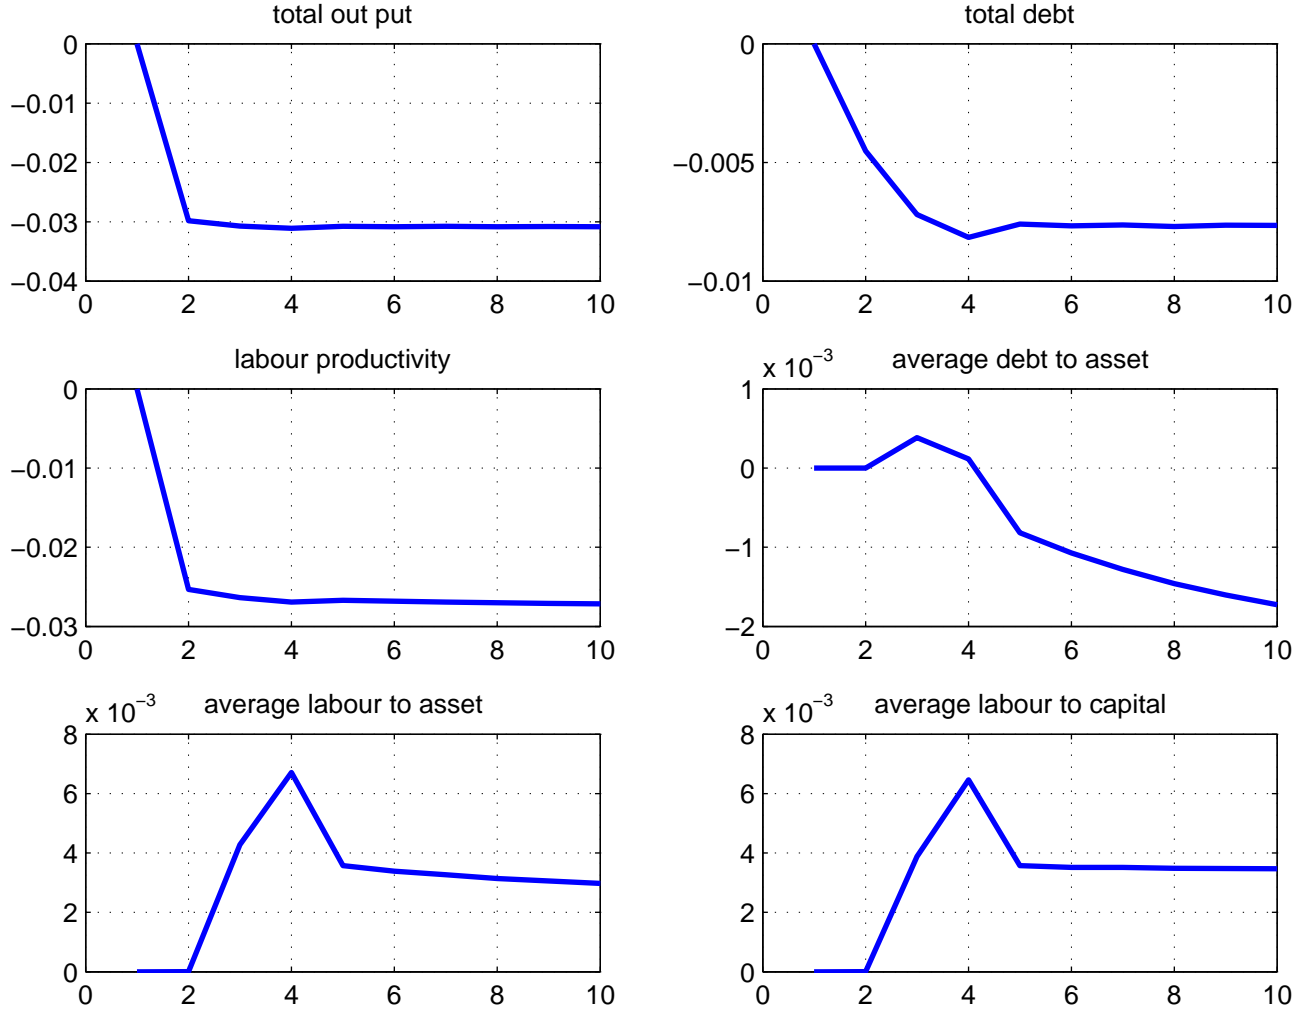 total out put
total debt
0
−0.01
−0.02
−0.03
−0.04
0 2 4 6 8 10
0
−0.005
−0.01
0 2 4 6 8 10
labour productivity
x 10−3 average debt to asset
0
−0.01
−0.02
−0.03
0 2 4 6 8 10
1
0
−1
−2
0 2 4 6 8 10
x 10−3 average labour to asset
x 10−3 average labour to capital
8
6
4
2
0
0 2 4 6 8 10
8
6
4
2
0
0 2 4 6 8 10